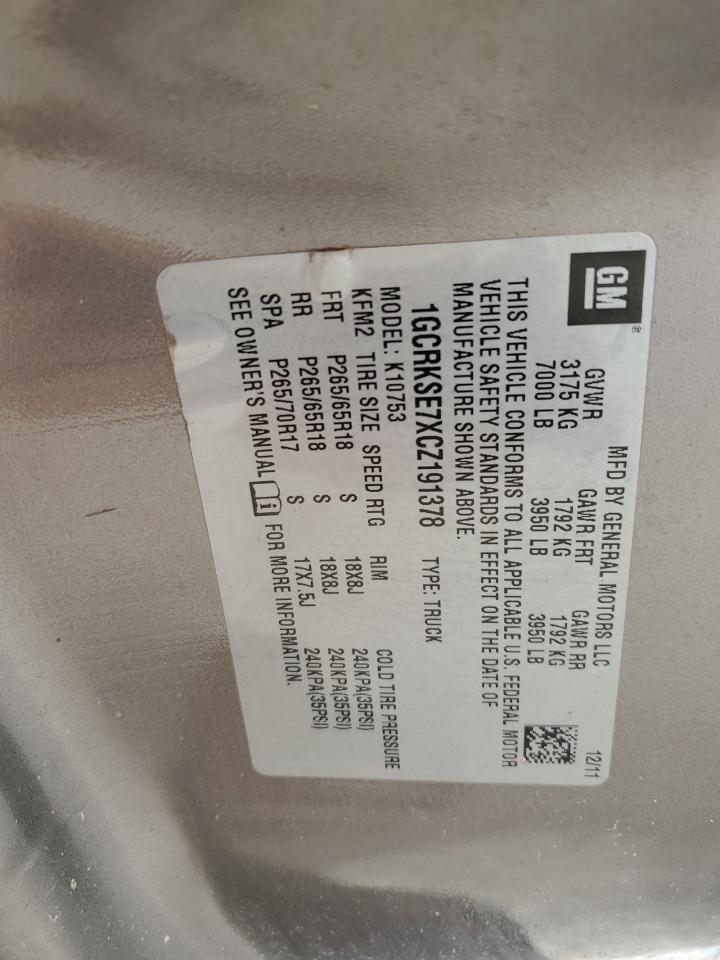 GM ®
MFD BY GENERAL MOTORS LLC 12/11
GVWR GAWR FRT GAWR RR
3175 KG 1792 KG 1792 KG
7000 LB 3950 LB 3950 LB
THIS VEHICLE CONFORMS TO ALL APPLICABLE U.S. FEDERAL MOTOR
VEHICLE SAFETY STANDARDS IN EFFECT ON THE DATE OF
MANUFACTURE SHOWN ABOVE.
1GCRKSE7XCZ191378 TYPE: TRUCK
MODEL: K10753
KFM2 TIRE SIZE SPEED RTG RIM COLD TIRE PRESSURE
FRT P265/65R18 S 18X8J 240KPA(35PSI)
RR P265/65R18 S 18X8J 240KPA(35PSI)
SPA P265/70R17 S 17X7.5J 240KPA(35PSI)
SEE OWNER'S MANUAL FOR MORE INFORMATION.